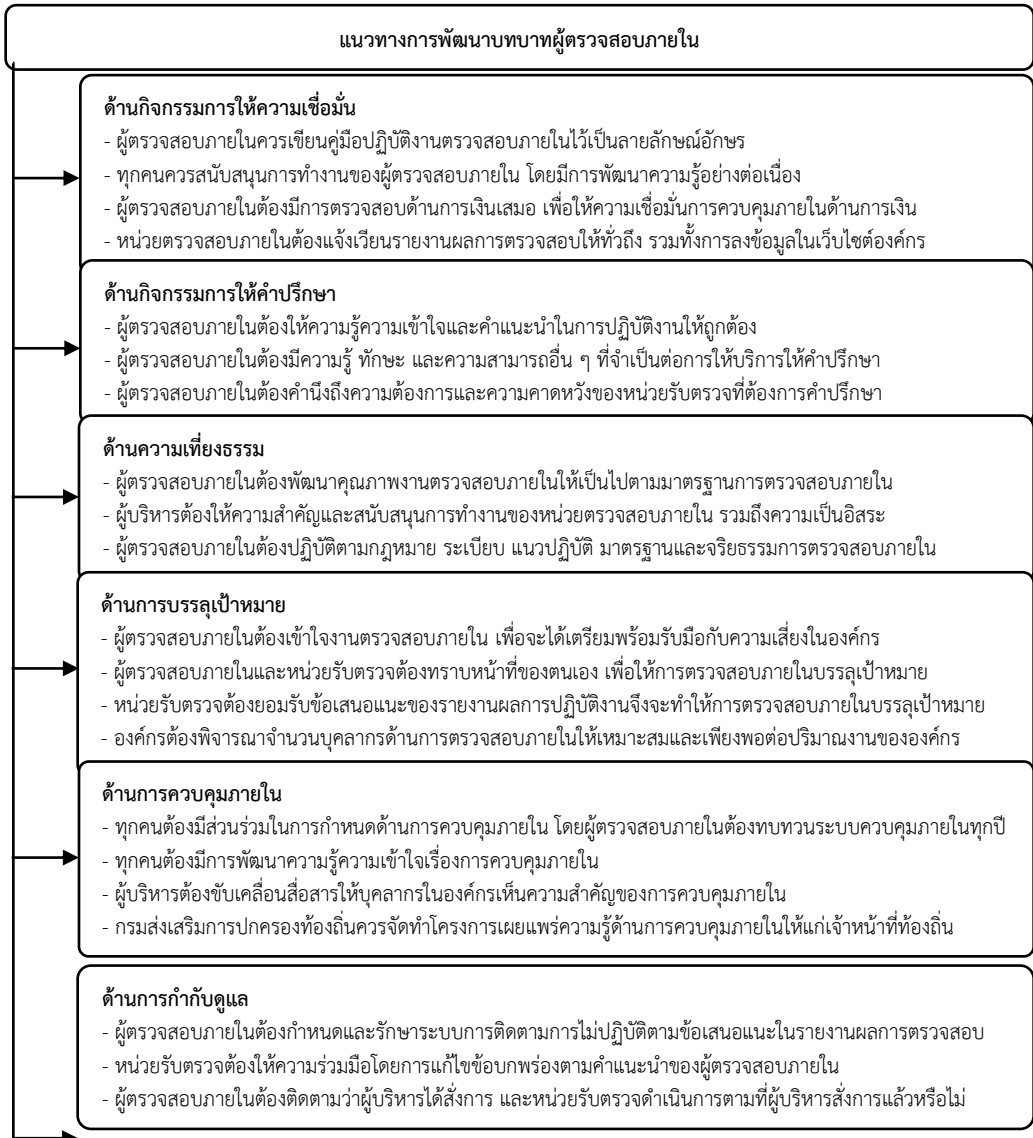 แนวทางการพัฒนาบทบาทผู้ตรวจสอบภายใน
ด้านกิจกรรมการให้ความเชื่อมั่น
- ผู้ตรวจสอบภายในควรเขียนคู่มือปฏิบัติงานตรวจสอบภายในไว้เป็นลายลักษณ์อักษร
- ทุกคนควรสนับสนุนการทำงานของผู้ตรวจสอบภายใน โดยมีการพัฒนาความรู้อย่างต่อเนื่อง
- ผู้ตรวจสอบภายในต้องมีการตรวจสอบด้านการเงินเสมอ เพื่อให้ความเชื่อมั่นการควบคุมภายในด้านการเงิน
- หน่วยตรวจสอบภายในต้องแจ้งเวียนรายงานผลการตรวจสอบให้ทั่วถึง รวมทั้งการลงข้อมูลในเว็บไซต์องค์กร
ด้านกิจกรรมการให้คำปรึกษา
- ผู้ตรวจสอบภายในต้องให้ความรู้ความเข้าใจและคำแนะนำในการปฏิบัติงานให้ถูกต้อง
- ผู้ตรวจสอบภายในต้องมีความรู้ ทักษะ และความสามารถอื่น ๆ ที่จำเป็นต่อการให้บริการให้คำปรึกษา
- ผู้ตรวจสอบภายในต้องคำนึงถึงความต้องการและความคาดหวังของหน่วยรับตรวจที่ต้องการคำปรึกษา
ด้านความเที่ยงธรรม
- ผู้ตรวจสอบภายในต้องพัฒนาคุณภาพงานตรวจสอบภายในให้เป็นไปตามมาตรฐานการตรวจสอบภายใน
- ผู้บริหารต้องให้ความสำคัญและสนับสนุนการทำงานของหน่วยตรวจสอบภายใน รวมถึงความเป็นอิสระ
- ผู้ตรวจสอบภายในต้องปฏิบัติตามกฎหมาย ระเบียบ แนวปฏิบัติ มาตรฐานและจริยธรรมการตรวจสอบภายใน
ด้านการบรรลุเป้าหมาย
- ผู้ตรวจสอบภายในต้องเข้าใจงานตรวจสอบภายใน เพื่อจะได้เตรียมพร้อมรับมือกับความเสี่ยงในองค์กร
- ผู้ตรวจสอบภายในและหน่วยรับตรวจต้องทราบหน้าที่ของตนเอง เพื่อให้การตรวจสอบภายในบรรลุเป้าหมาย
- หน่วยรับตรวจต้องยอมรับข้อเสนอแนะของรายงานผลการปฏิบัติงานจึงจะทำให้การตรวจสอบภายในบรรลุเป้าหมาย
- องค์กรต้องพิจารณาจำนวนบุคลากรด้านการตรวจสอบภายในให้เหมาะสมและเพียงพอต่อปริมาณงานขององค์กร
ด้านการควบคุมภายใน
- ทุกคนต้องมีส่วนร่วมในการกำหนดด้านการควบคุมภายใน โดยผู้ตรวจสอบภายในต้องทบทวนระบบควบคุมภายในทุกปี
- ทุกคนต้องมีการพัฒนาความรู้ความเข้าใจเรื่องการควบคุมภายใน
- ผู้บริหารต้องขับเคลื่อนสื่อสารให้บุคลากรในองค์กรเห็นความสำคัญของการควบคุมภายใน
- กรมส่งเสริมการปกครองท้องถิ่นควรจัดทำโครงการเผยแพร่ความรู้ด้านการควบคุมภายในให้แก่เจ้าหน้าที่ท้องถิ่น
ด้านการกำกับดูแล
- ผู้ตรวจสอบภายในต้องกำหนดและรักษาระบบการติดตามการไม่ปฏิบัติตามข้อเสนอแนะในรายงานผลการตรวจสอบ
- หน่วยรับตรวจต้องให้ความร่วมมือโดยการแก้ไขข้อบกพร่องตามคำแนะนำของผู้ตรวจสอบภายใน
- ผู้ตรวจสอบภายในต้องติดตามว่าผู้บริหารได้สั่งการ และหน่วยรับตรวจดำเนินการตามที่ผู้บริหารสั่งการแล้วหรือไม่